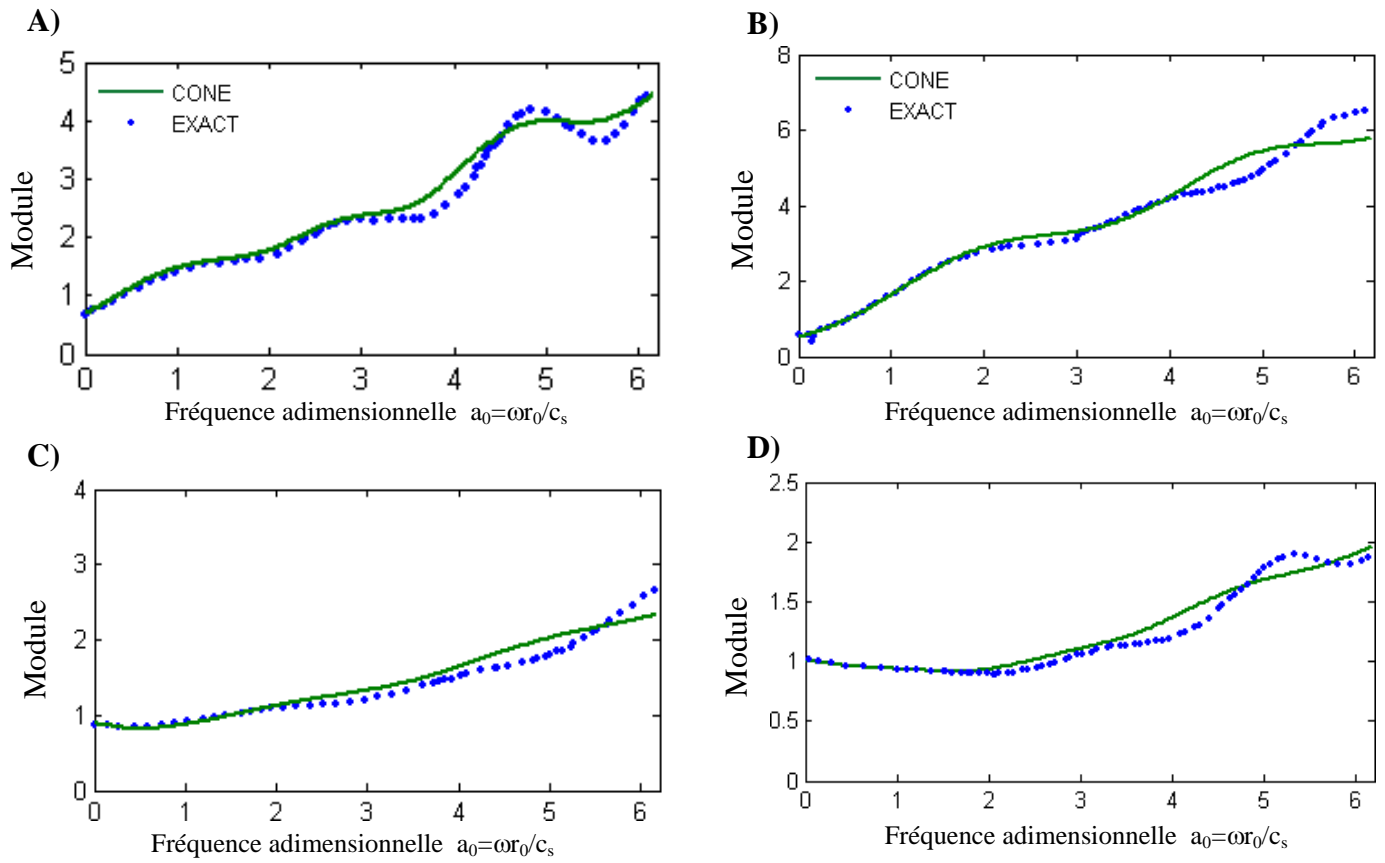 A)
5
4
3
2
1
0
Module
CONE
EXACT
0 1 2 3 4 5 6
Fréquence adimensionnelle a₀=ωr₀/cₛ
B)
8
6
4
2
0
Module
CONE
EXACT
0 1 2 3 4 5 6
Fréquence adimensionnelle a₀=ωr₀/cₛ
C)
4
3
2
1
0
Module
0 1 2 3 4 5 6
Fréquence adimensionnelle a₀=ωr₀/cₛ
D)
2.5
2
1.5
1
0.5
0
Module
0 1 2 3 4 5 6
Fréquence adimensionnelle a₀=ωr₀/cₛ